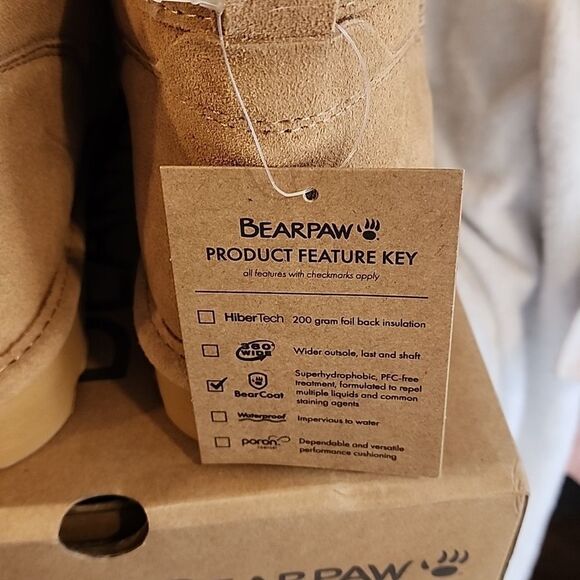 BEARPAW
PRODUCT FEATURE KEY
all features with checkmarks apply
HiberTech 200 gram foil back insulation
360° WIDE Wider outsole, last and shaft
BearCoat Superhydrophobic, PFC-free
treatment, formulated to repel
multiple liquids and common
staining agents
Waterproof Impervious to water
poron COMFORT Dependable and versatile
performance cushioning
BEARPAW